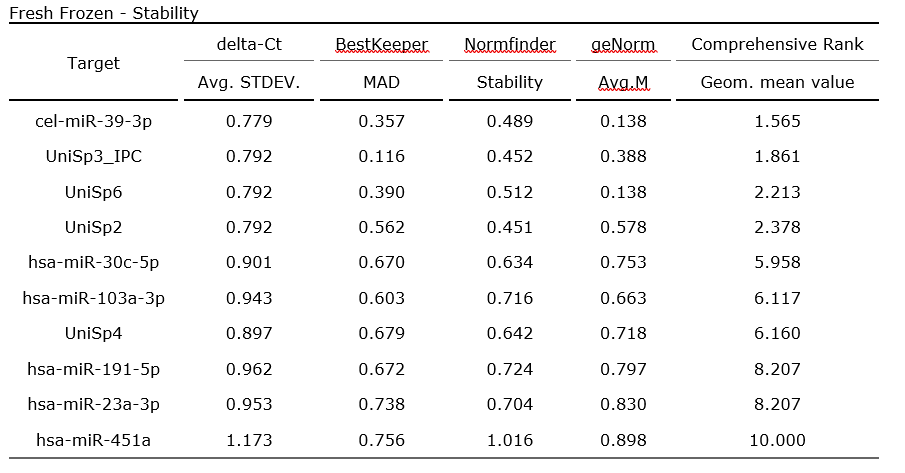 Fresh Frozen - Stability
Target delta-Ct BestKeeper Normfinder geNorm Comprehensive Rank
Avg. STDEV. MAD Stability Avg.M Geom. mean value
cel-miR-39-3p 0.779 0.357 0.489 0.138 1.565
UniSp3_IPC 0.792 0.116 0.452 0.388 1.861
UniSp6 0.792 0.390 0.512 0.138 2.213
UniSp2 0.792 0.562 0.451 0.578 2.378
hsa-miR-30c-5p 0.901 0.670 0.634 0.753 5.958
hsa-miR-103a-3p 0.943 0.603 0.716 0.663 6.117
UniSp4 0.897 0.679 0.642 0.718 6.160
hsa-miR-191-5p 0.962 0.672 0.724 0.797 8.207
hsa-miR-23a-3p 0.953 0.738 0.704 0.830 8.207
hsa-miR-451a 1.173 0.756 1.016 0.898 10.000